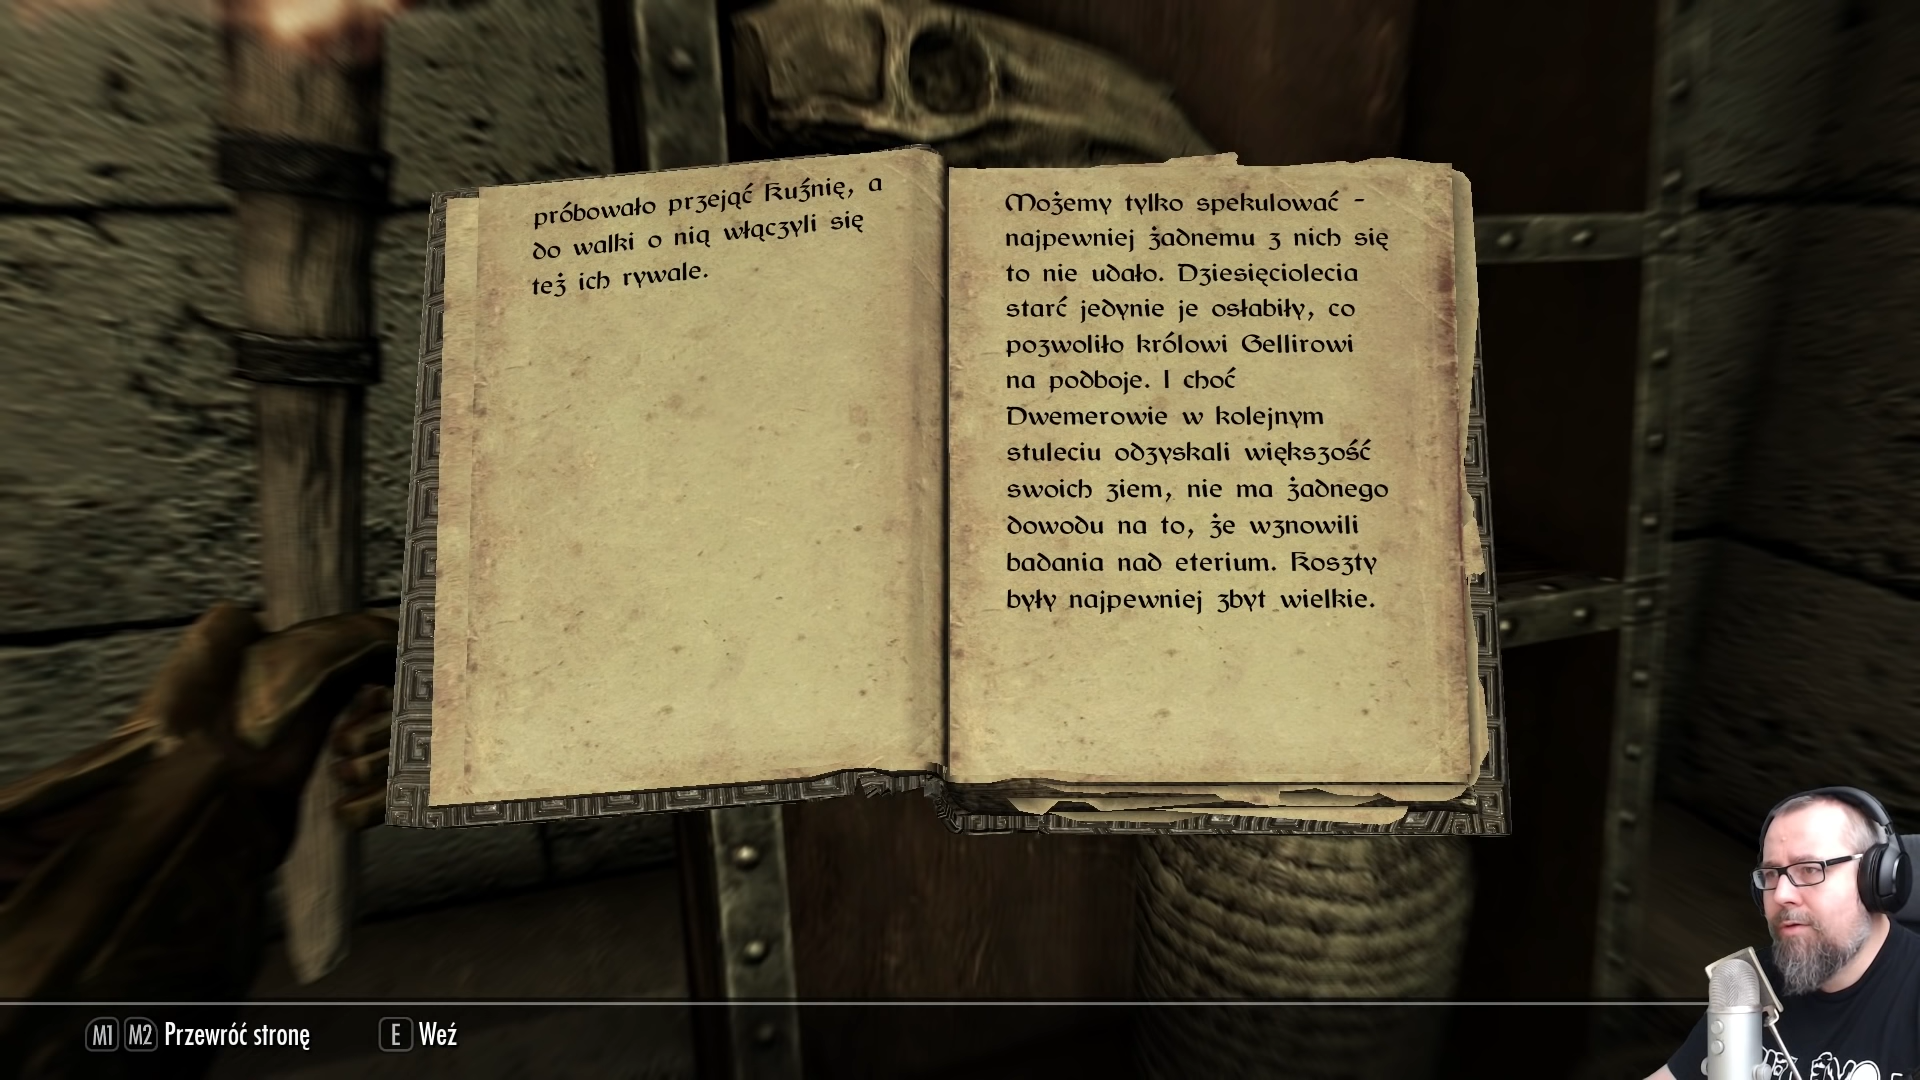 próbowało przejąć Kuźnię, a
do walki o nią włączyli się
też ich rywale.
Możemy tylko spekulować -
najpewniej żadnemu z nich się
to nie udało. Dziesięciolecia
starć jedynie je osłabiły, co
pozwoliło królowi Gellirowi
na podboje. I choć
Dwemerowie w kolejnym
stuleciu odzyskali większość
swoich ziem, nie ma żadnego
dowodu na to, że wznowili
badania nad eterium. Koszty
były najpewniej zbyt wielkie.
M1 M2 Przewróć stronę E Weź